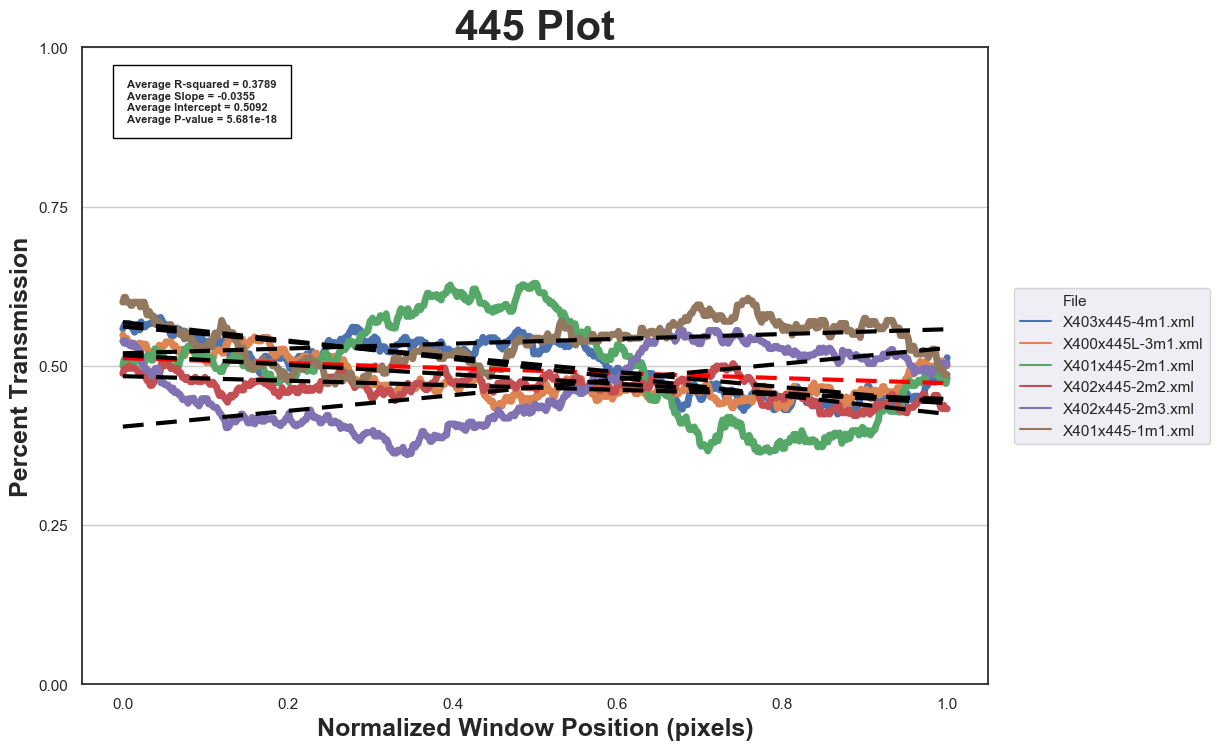 445 Plot
Average R-squared = 0.3789
Average Slope = -0.0355
Average Intercept = 0.5092
Average P-value = 5.681e-18
Percent Transmission
1.00
0.75
0.50
0.25
0.00
0.0 0.2 0.4 0.6 0.8 1.0
Normalized Window Position (pixels)
File
X403x445-4m1.xml
X400x445L-3m1.xml
X401x445-2m1.xml
X402x445-2m2.xml
X402x445-2m3.xml
X401x445-1m1.xml